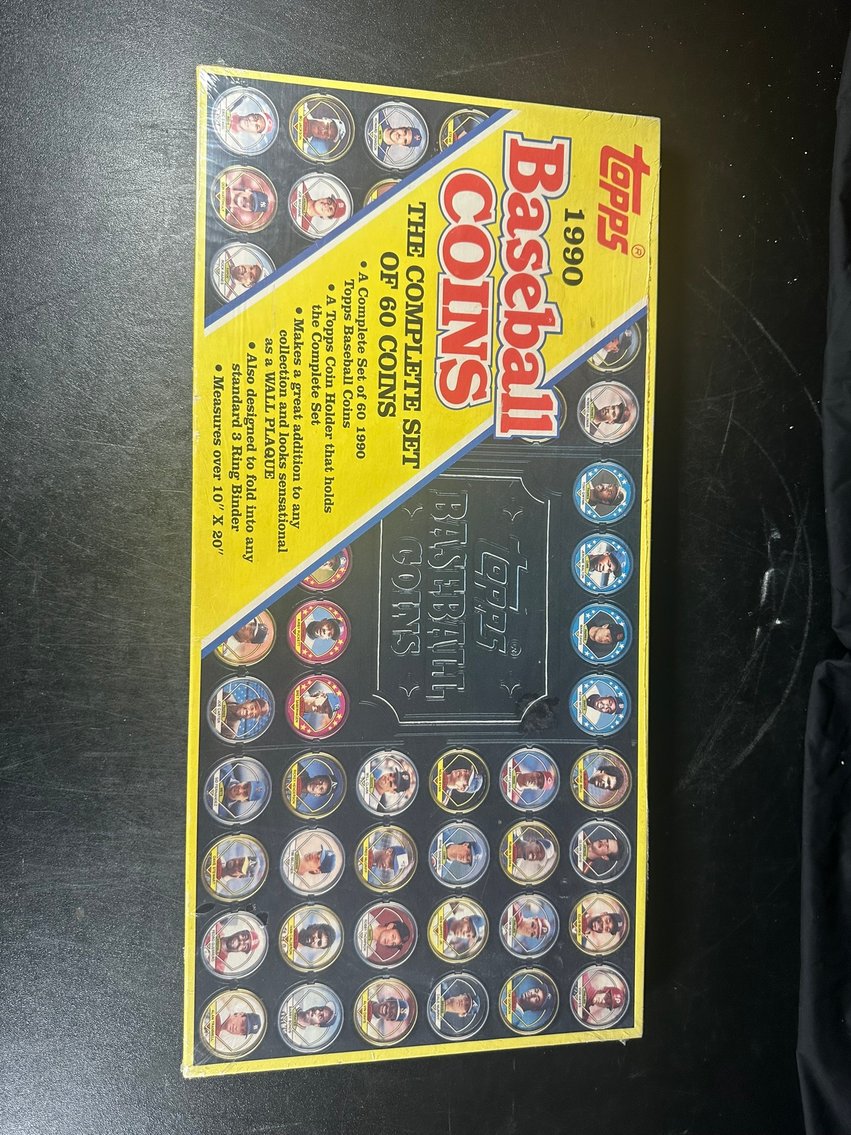 Topps®
1990
Baseball
COINS
THE COMPLETE SET
OF 60 COINS
• A Complete Set of 60 1990
Topps Baseball Coins
• A Topps Coin Holder that holds
the Complete Set
• Makes a great addition to any
collection and looks sensational
as a WALL PLAQUE
• Also designed to fold into any
standard 3 Ring Binder
• Measures over 10" X 20"
Topps®
BASEBALL
COINS